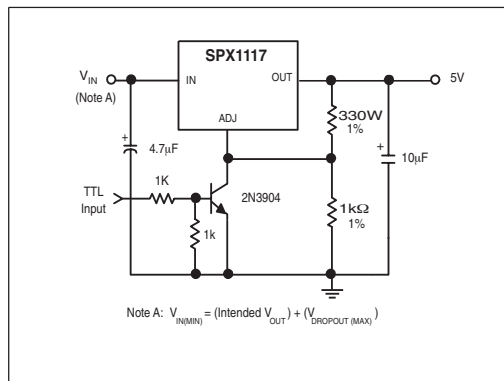 SPX1117
V_IN
IN
OUT
5V
(Note A)
ADJ
330W
1%
+
4.7μF
+
10μF
TTL
Input
1K
2N3904
1kΩ
1%
1k
Note A: V_IN(MIN) = (Intended V_OUT) + (V_DROPOUT (MAX))